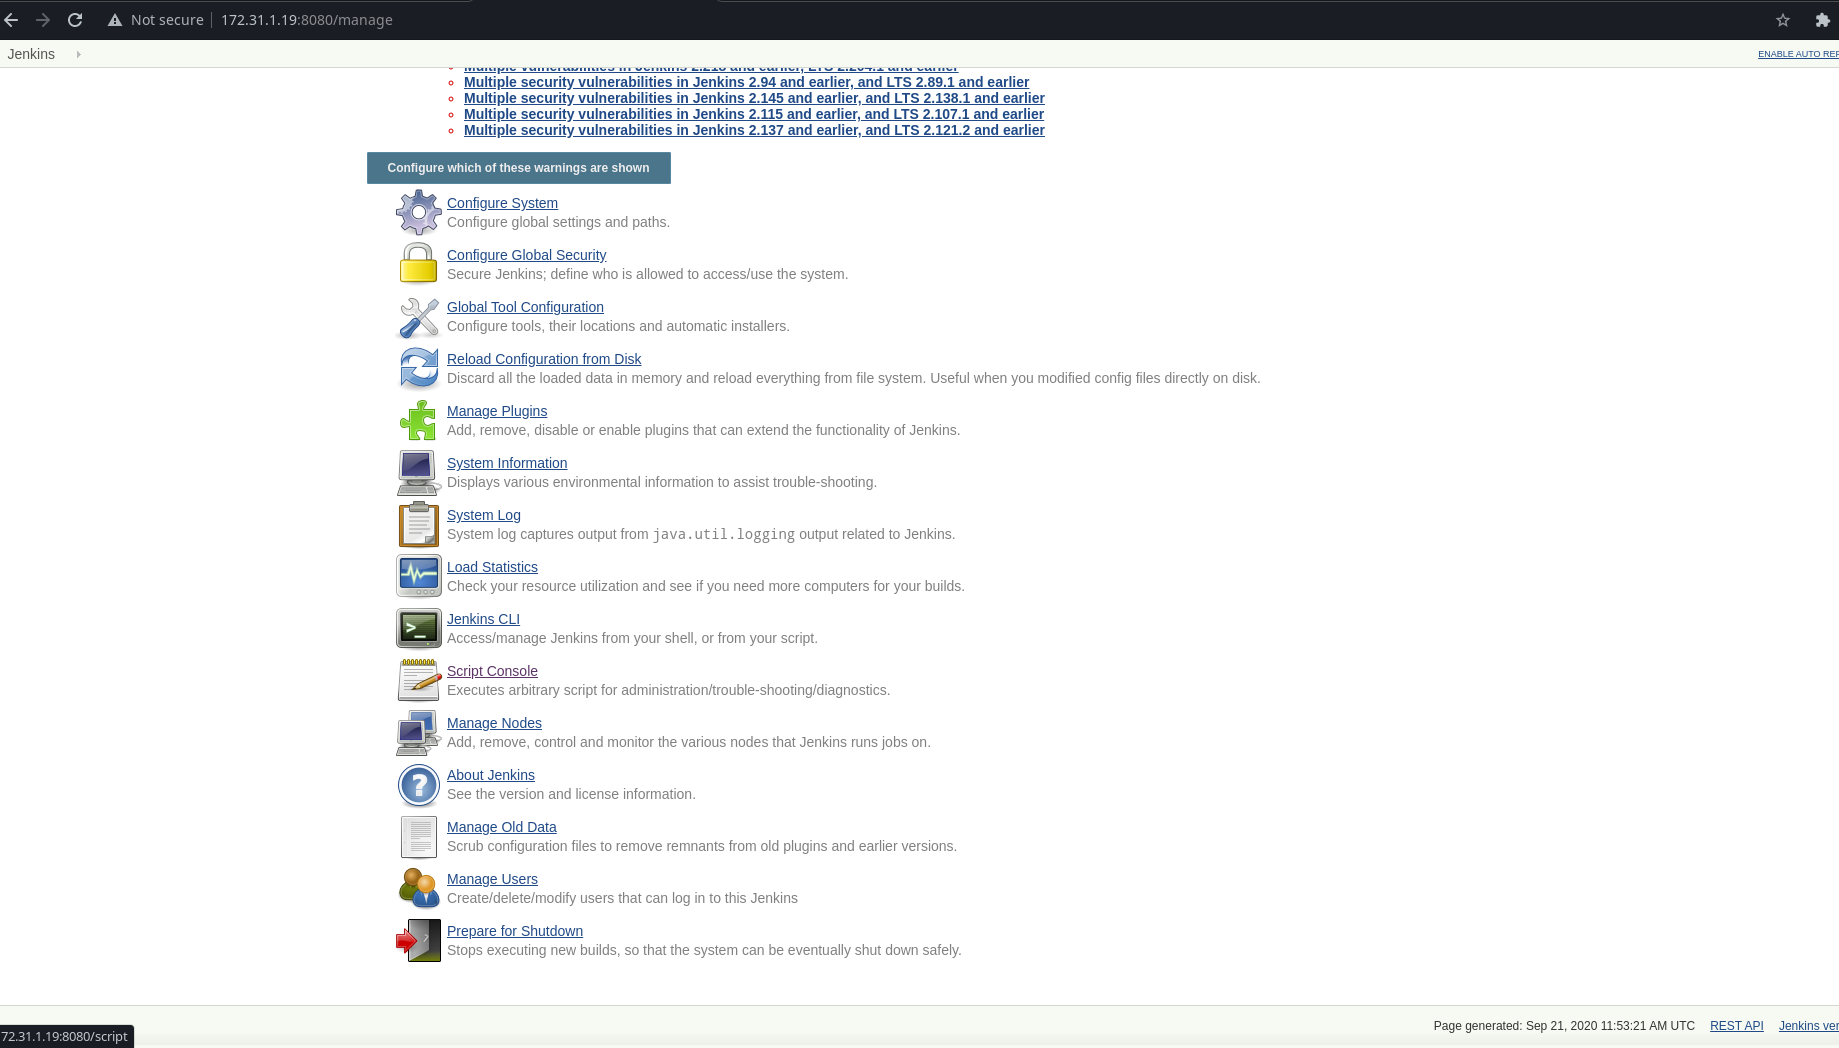 Not secure 172.31.1.19:8080/manage
Jenkins
ENABLE AUTO REF
Multiple vulnerabilities in Jenkins 2.218 and earlier, LTS 2.204.1 and earlier
Multiple security vulnerabilities in Jenkins 2.94 and earlier, and LTS 2.89.1 and earlier
Multiple security vulnerabilities in Jenkins 2.145 and earlier, and LTS 2.138.1 and earlier
Multiple security vulnerabilities in Jenkins 2.115 and earlier, and LTS 2.107.1 and earlier
Multiple security vulnerabilities in Jenkins 2.137 and earlier, and LTS 2.121.2 and earlier
Configure which of these warnings are shown
Configure System
Configure global settings and paths.
Configure Global Security
Secure Jenkins; define who is allowed to access/use the system.
Global Tool Configuration
Configure tools, their locations and automatic installers.
Reload Configuration from Disk
Discard all the loaded data in memory and reload everything from file system. Useful when you modified config files directly on disk.
Manage Plugins
Add, remove, disable or enable plugins that can extend the functionality of Jenkins.
System Information
Displays various environmental information to assist trouble-shooting.
System Log
System log captures output from java.util.logging output related to Jenkins.
Load Statistics
Check your resource utilization and see if you need more computers for your builds.
Jenkins CLI
Access/manage Jenkins from your shell, or from your script.
Script Console
Executes arbitrary script for administration/trouble-shooting/diagnostics.
Manage Nodes
Add, remove, control and monitor the various nodes that Jenkins runs jobs on.
About Jenkins
See the version and license information.
Manage Old Data
Scrub configuration files to remove remnants from old plugins and earlier versions.
Manage Users
Create/delete/modify users that can log in to this Jenkins
Prepare for Shutdown
Stops executing new builds, so that the system can be eventually shut down safely.
Page generated: Sep 21, 2020 11:53:21 AM UTC REST API Jenkins ver
72.31.1.19:8080/script